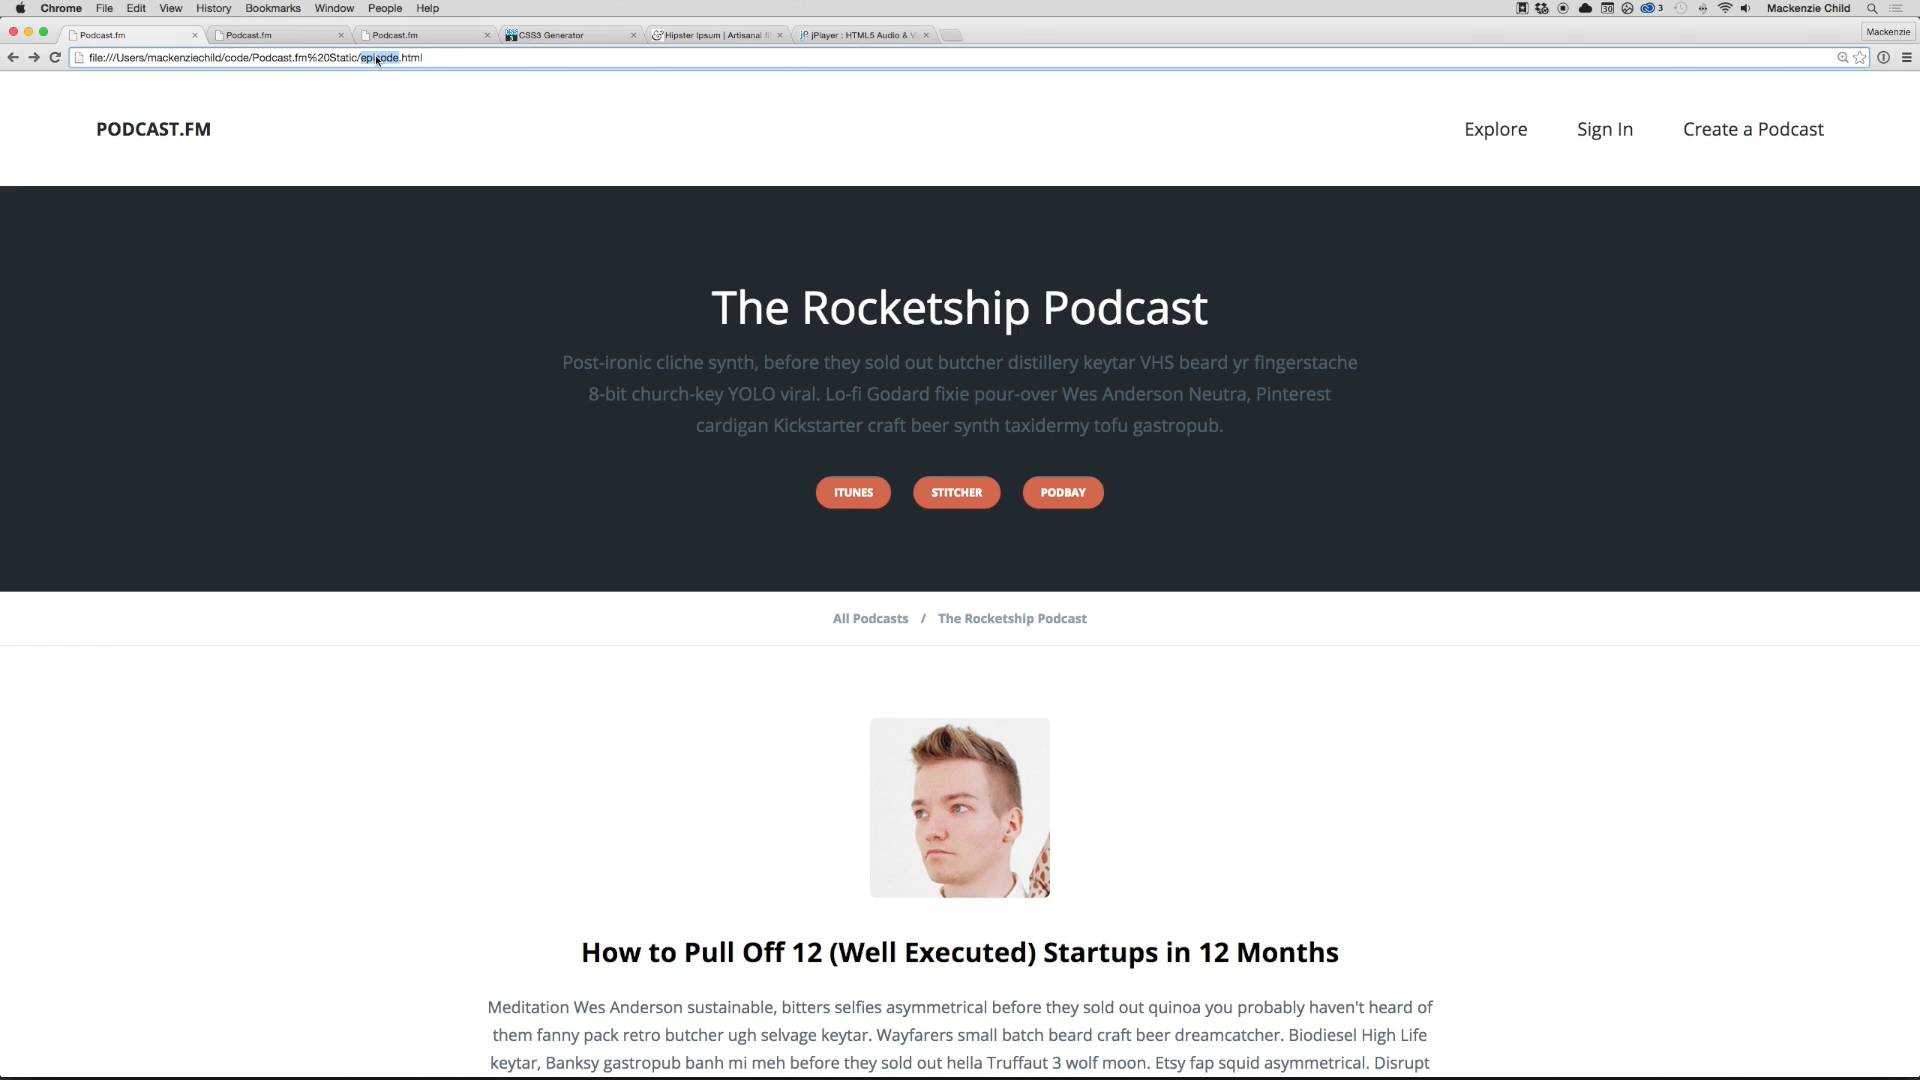 Chrome File Edit View History Bookmarks Window People Help 30 3 Mackenzie Child
Podcast.fm Podcast.fm Podcast.fm CSS3 Generator Hipster Ipsum | Artisanal jPlayer : HTML5 Audio & Mackenzie
file:///Users/mackenziechild/code/Podcast.fm%20Static/episode.html
PODCAST.FM Explore Sign In Create a Podcast
The Rocketship Podcast
Post-ironic cliche synth, before they sold out butcher distillery keytar VHS beard yr fingerstache
8-bit church-key YOLO viral. Lo-fi Godard fixie pour-over Wes Anderson Neutra, Pinterest
cardigan Kickstarter craft beer synth taxidermy tofu gastropub.
ITUNES STITCHER PODBAY
All Podcasts / The Rocketship Podcast
How to Pull Off 12 (Well Executed) Startups in 12 Months
Meditation Wes Anderson sustainable, bitters selfies asymmetrical before they sold out quinoa you probably haven't heard of
them fanny pack retro butcher ugh selvage keytar. Wayfarers small batch beard craft beer dreamcatcher. Biodiesel High Life
keytar, Banksy gastropub banh mi meh before they sold out hella Truffaut 3 wolf moon. Etsy fap squid asymmetrical. Disrupt